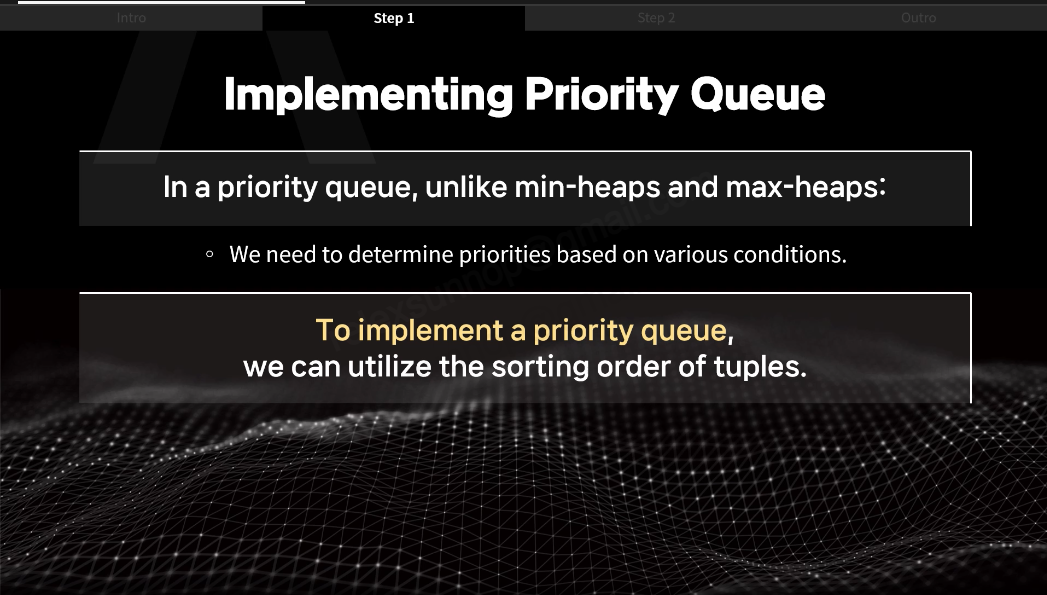 Intro
Step 1
Step 2
Outro
Implementing Priority Queue
In a priority queue, unlike min-heaps and max-heaps:
◦ We need to determine priorities based on various conditions.
To implement a priority queue,
we can utilize the sorting order of tuples.